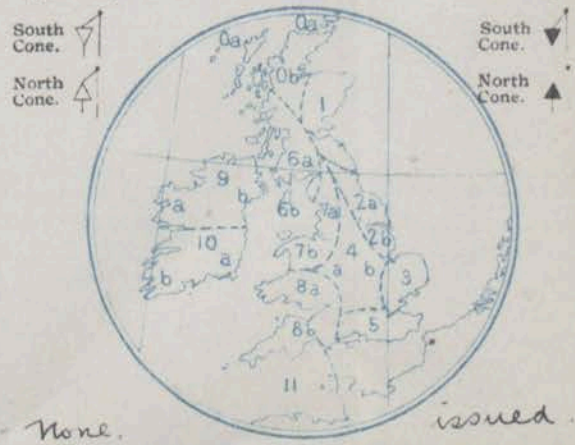 South
Cone.
North
Cone.
South
Cone.
North
Cone.
0a
0a
0b
1
6a
9
a
b
6b
7a
2a
2b
10
7b
4
a
b
3
b
a
8a
8b
5
11
None.
issued